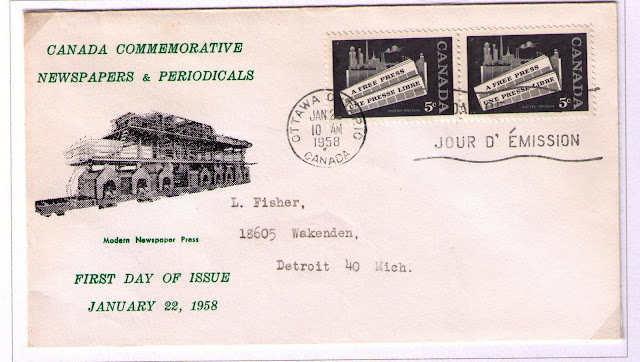 CANADA COMMEMORATIVE
NEWSPAPERS & PERIODICALS
A FREE PRESS
UNE PRESSE LIBRE
CANADA
5¢
A FREE PRESS
UNE PRESSE LIBRE
CANADA
5¢
OTTAWA
JAN
10 AM
1958
CANADA
JOUR D' ÉMISSION
Modern Newspaper Press
L. Fisher,
18605 Wakenden,
Detroit 40 Mich.
FIRST DAY OF ISSUE
JANUARY 22, 1958